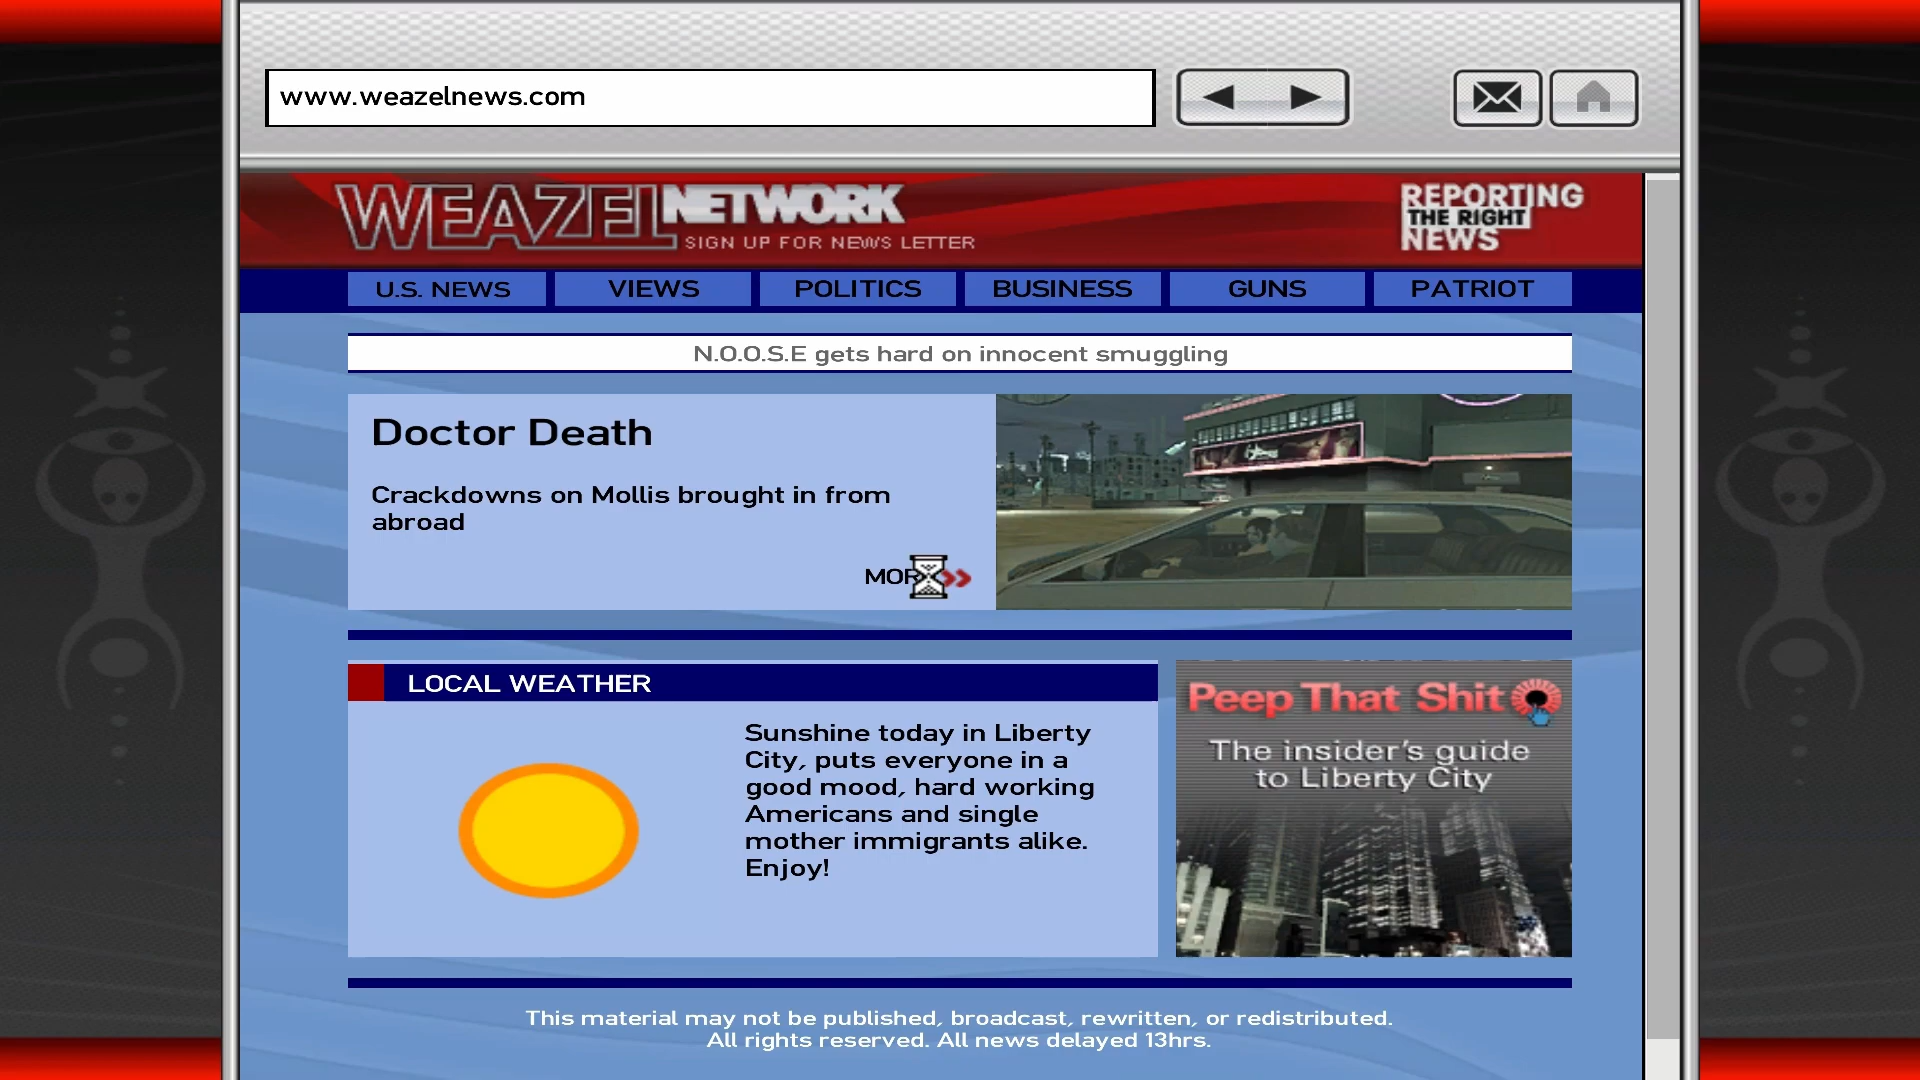 www.weazelnews.com
WEAZEL NETWORK
SIGN UP FOR NEWS LETTER
REPORTING
THE RIGHT
NEWS
U.S. NEWS
VIEWS
POLITICS
BUSINESS
GUNS
PATRIOT
N.O.O.S.E gets hard on innocent smuggling
Doctor Death
Crackdowns on Mollis brought in from
abroad
LOCAL WEATHER
Sunshine today in Liberty
City, puts everyone in a
good mood, hard working
Americans and single
mother immigrants alike.
Enjoy!
Peep That Shit
The insider's guide
to Liberty City
This material may not be published, broadcast, rewritten, or redistributed.
All rights reserved. All news delayed 13hrs.